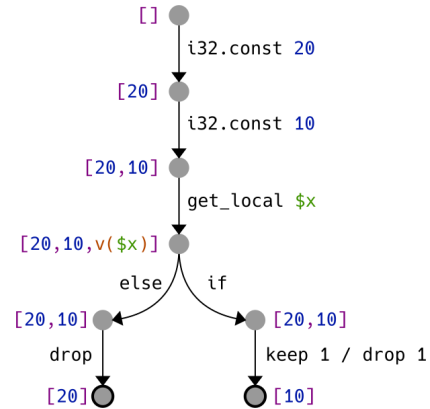 []
i32.const 20
[20]
i32.const 10
[20,10]
get_local $x
[20,10,v($x)]
else if
[20,10] [20,10]
drop keep 1 / drop 1
[20] [10]